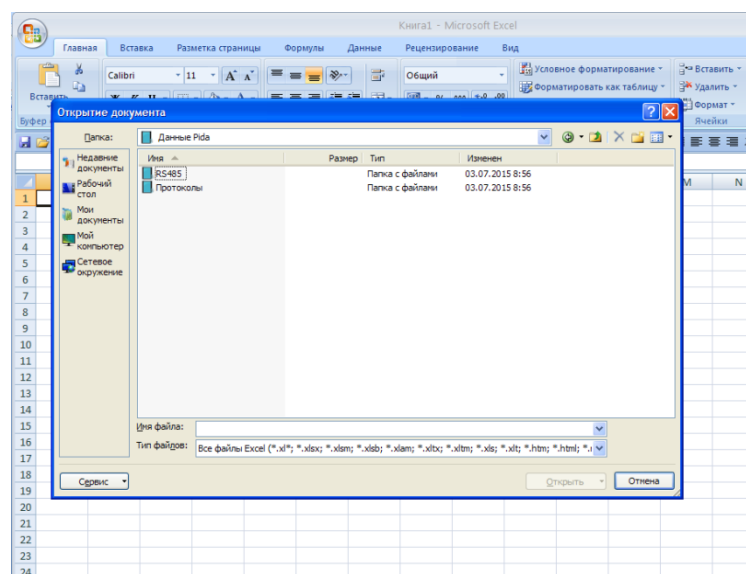 Книга1 - Microsoft Excel
Главная Вставка Разметка страницы Формулы Данные Рецензирование Вид
Calibri 11 A A Общий Условное форматирование Вставить
Форматировать как таблицу Удалить
Вставить Формат
Буфер Ячейки
Открытие документа
Папка: Данные Pida
Недавние документы
Рабочий стол
Мои документы
Мой компьютер
Сетевое окружение
Имя Размер Тип Изменен
RS485 Папка с файлами 03.07.2015 8:56
Протоколы Папка с файлами 03.07.2015 8:56
M N
1
2
3
4
5
6
7
8
9
10
11
12
13
14
15
16
17
18
19
20
21
22
23
24
Имя файла:
Тип файлов: Все файлы Excel (*.xl*; *.xlsx; *.xlsm; *.xlsb; *.xlam; *.xltx; *.xltm; *.xls; *.xlt; *.htm; *.html; *.
Сервис Открыть Отмена